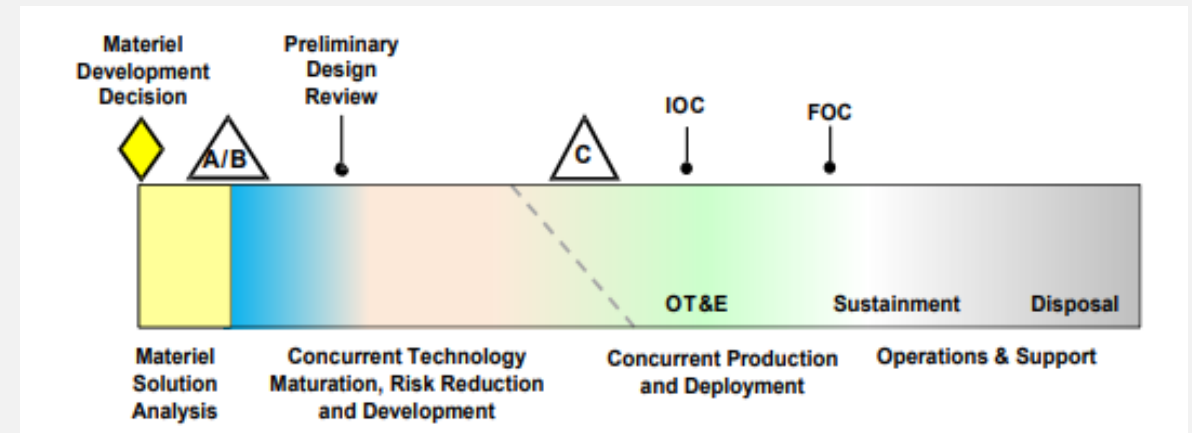 Materiel
Development
Decision
Preliminary
Design
Review
IOC
FOC
A/B
C
OT&E
Sustainment
Disposal
Materiel
Solution
Analysis
Concurrent Technology
Maturation, Risk Reduction
and Development
Concurrent Production
and Deployment
Operations & Support